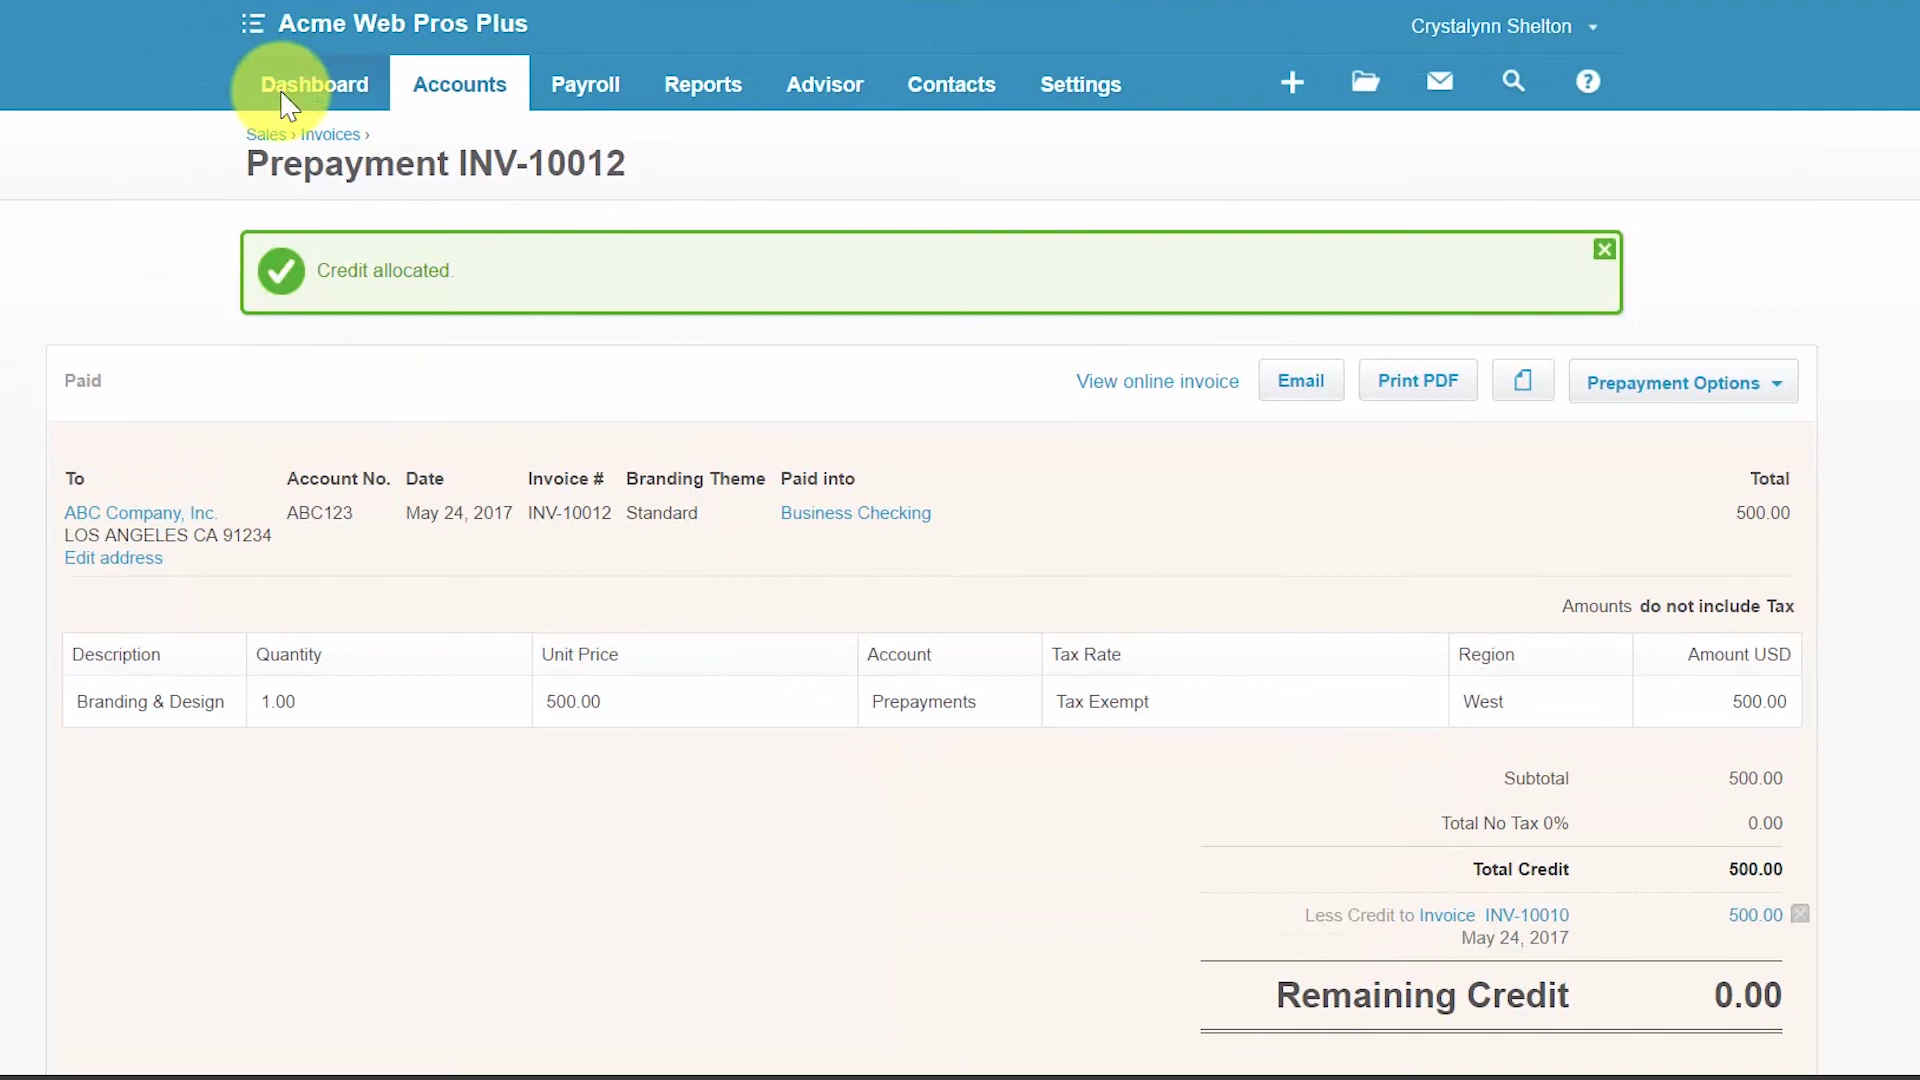 Acme Web Pros Plus
Crystalynn Shelton
Dashboard Accounts Payroll Reports Advisor Contacts Settings
Sales › Invoices ›
Prepayment INV-10012
Credit allocated.
Paid
View online invoice Email Print PDF Prepayment Options
To Account No. Date Invoice # Branding Theme Paid into Total
ABC Company, Inc. ABC123 May 24, 2017 INV-10012 Standard Business Checking 500.00
LOS ANGELES CA 91234
Edit address
Amounts do not include Tax
Description Quantity Unit Price Account Tax Rate Region Amount USD
Branding & Design 1.00 500.00 Prepayments Tax Exempt West 500.00
Subtotal 500.00
Total No Tax 0% 0.00
Total Credit 500.00
Less Credit to Invoice INV-10010 500.00
May 24, 2017
Remaining Credit 0.00